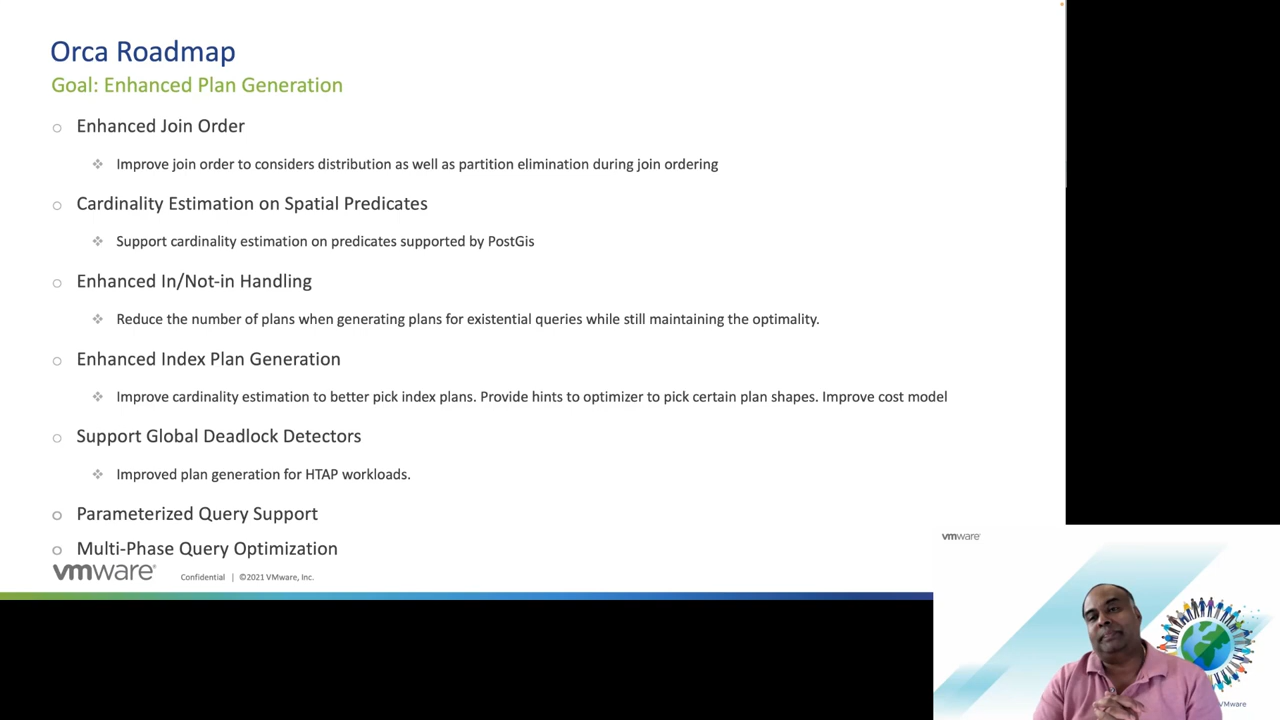 Orca Roadmap
Goal: Enhanced Plan Generation
Enhanced Join Order
Improve join order to considers distribution as well as partition elimination during join ordering
Cardinality Estimation on Spatial Predicates
Support cardinality estimation on predicates supported by PostGis
Enhanced In/Not-in Handling
Reduce the number of plans when generating plans for existential queries while still maintaining the optimality.
Enhanced Index Plan Generation
Improve cardinality estimation to better pick index plans. Provide hints to optimizer to pick certain plan shapes. Improve cost model
Support Global Deadlock Detectors
Improved plan generation for HTAP workloads.
Parameterized Query Support
Multi-Phase Query Optimization
vmware® Confidential | ©2021 VMware, Inc.
vmware
VMware